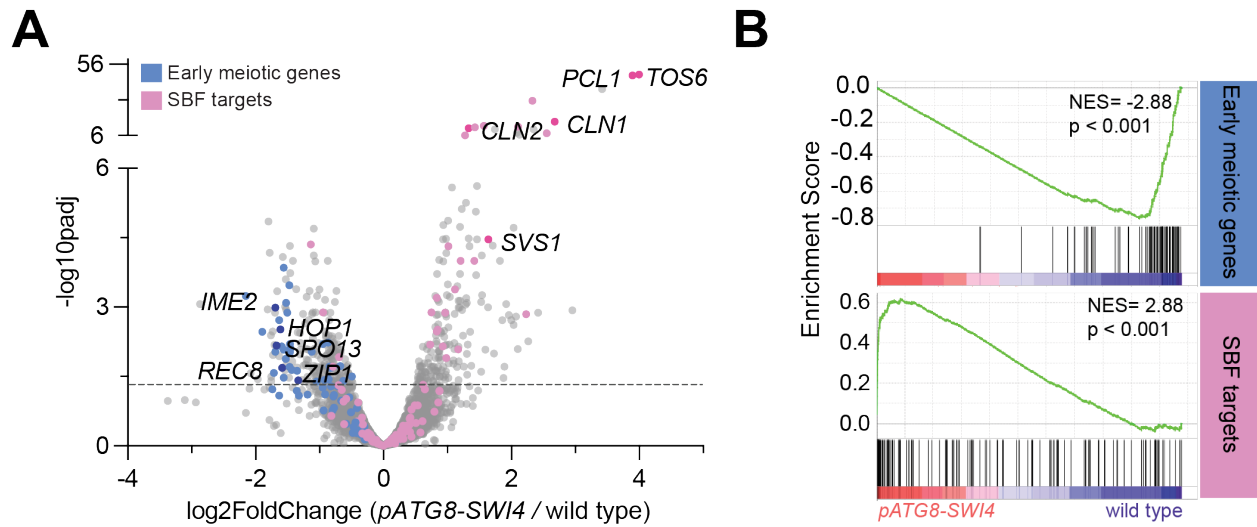 A
56
6
6
3
0
-log10padj
Early meiotic genes
SBF targets
PCL1
TOS6
CLN2
CLN1
SVS1
IME2
HOP1
SPO13
REC8
ZIP1
-4
-2
0
2
4
log2FoldChange (pATG8-SWI4 / wild type)
B
Enrichment Score
0.0
-0.2
-0.4
-0.6
-0.8
NES= -2.88
p < 0.001
Early meiotic genes
0.6
0.4
0.2
0.0
NES= 2.88
p < 0.001
SBF targets
pATG8-SWI4
wild type